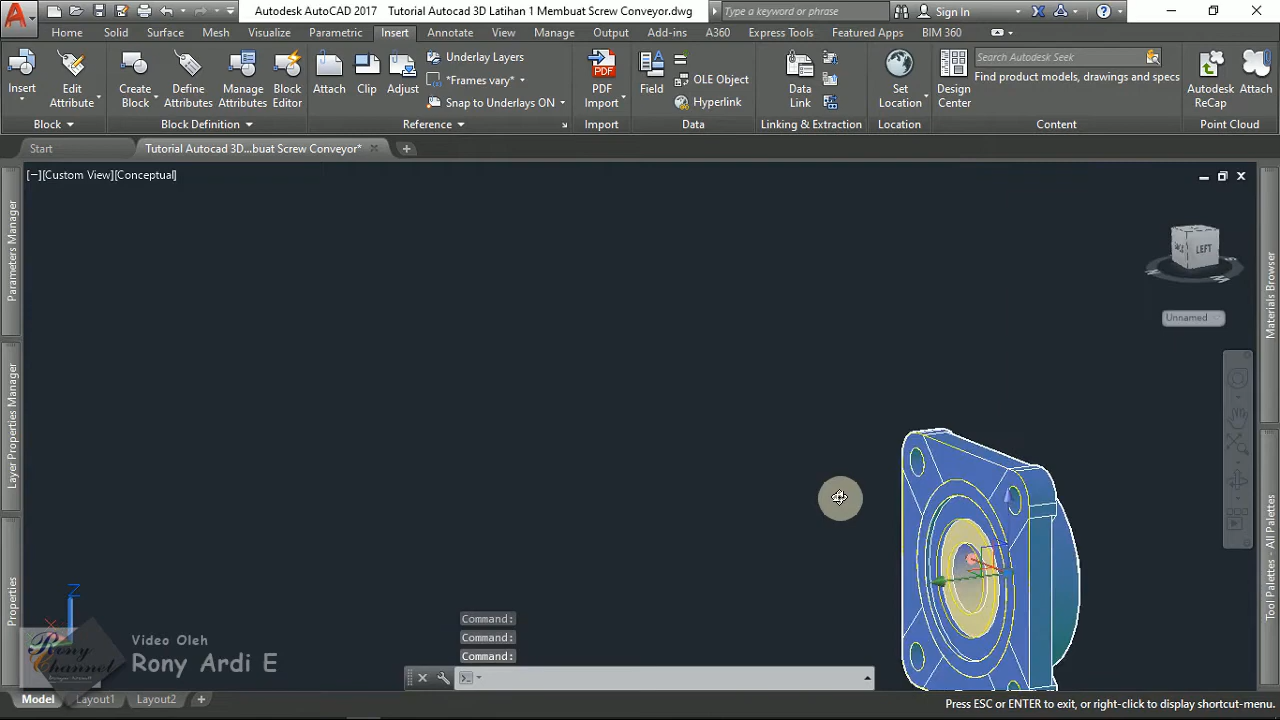 Autodesk AutoCAD 2017 Tutorial Autocad 3D Latihan 1 Membuat Screw Conveyor.dwg
Type a keyword or phrase
Sign In
Home Solid Surface Mesh Visualize Parametric Insert Annotate View Manage Output Add-ins A360 Express Tools Featured Apps BIM 360
Insert
Edit Attribute
Create Block
Define Attributes
Manage Attributes
Block Editor
Attach
Clip
Adjust
Underlay Layers
*Frames vary*
Snap to Underlays ON
PDF Import
Field
OLE Object
Hyperlink
Data Link
Set Location
Design Center
Search Autodesk Seek
Find product models, drawings and specs
Autodesk ReCap
Attach
Block Block Definition Reference Import Data Linking & Extraction Location Content Point Cloud
Start
Tutorial Autocad 3D...buat Screw Conveyor*
[−][Custom View][Conceptual]
LEFT
Unnamed
Parameters Manager
Layer Properties Manager
Properties
Materials Browser
Tool Palettes - All Palettes
Z
Command:
Command:
Command:
Video Oleh
Rony Ardi E
Rony
Channel
Model Layout1 Layout2
Press ESC or ENTER to exit, or right-click to display shortcut-menu.